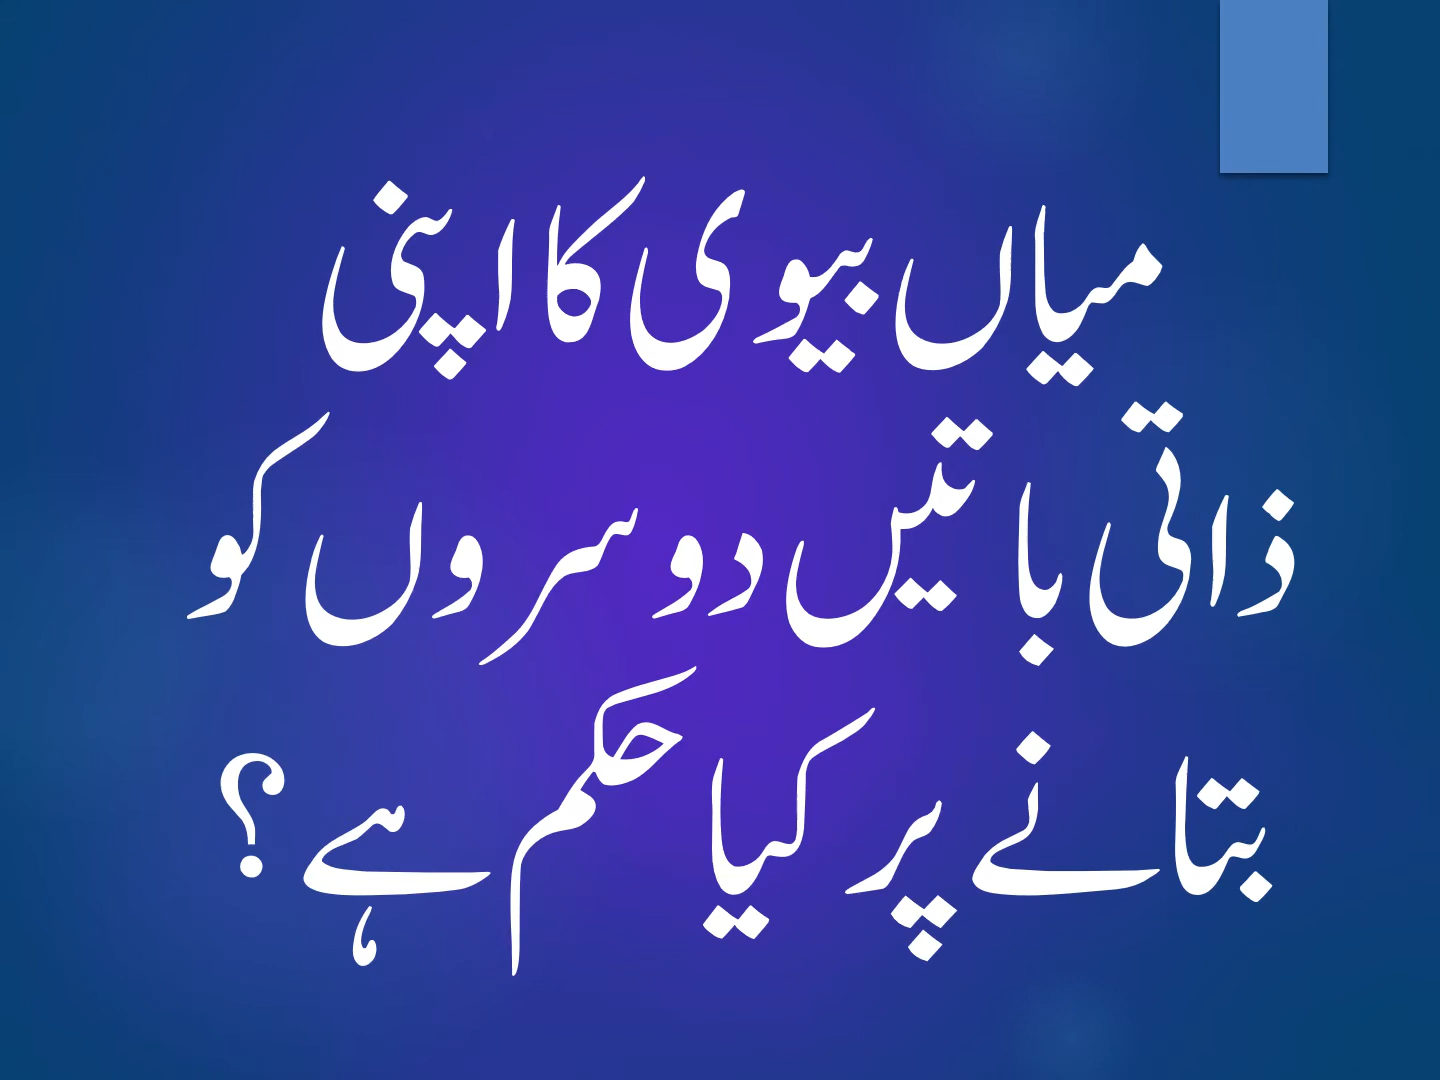 میاں بیوی کا اپنی
ذاتی باتیں دوسروں کو
بتانے پر کیا حکم ہے؟